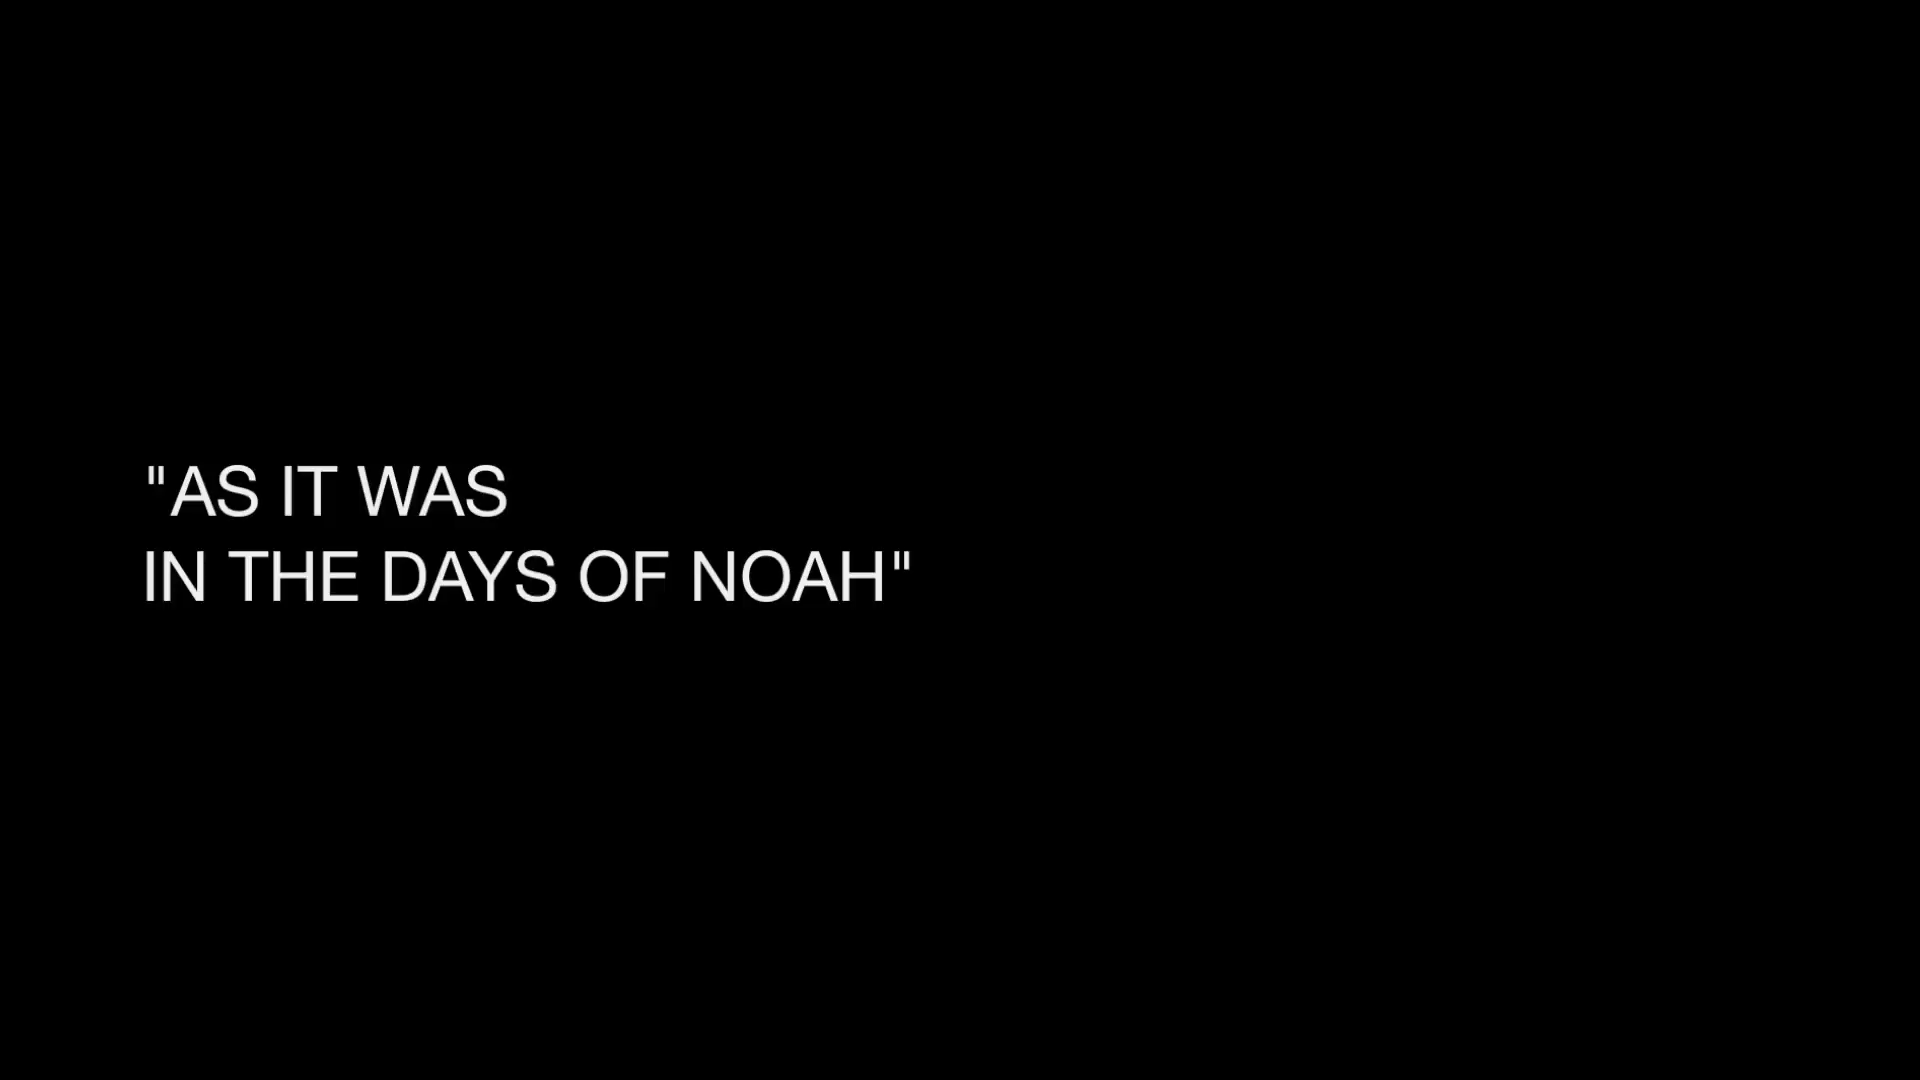 "AS IT WAS
IN THE DAYS OF NOAH"